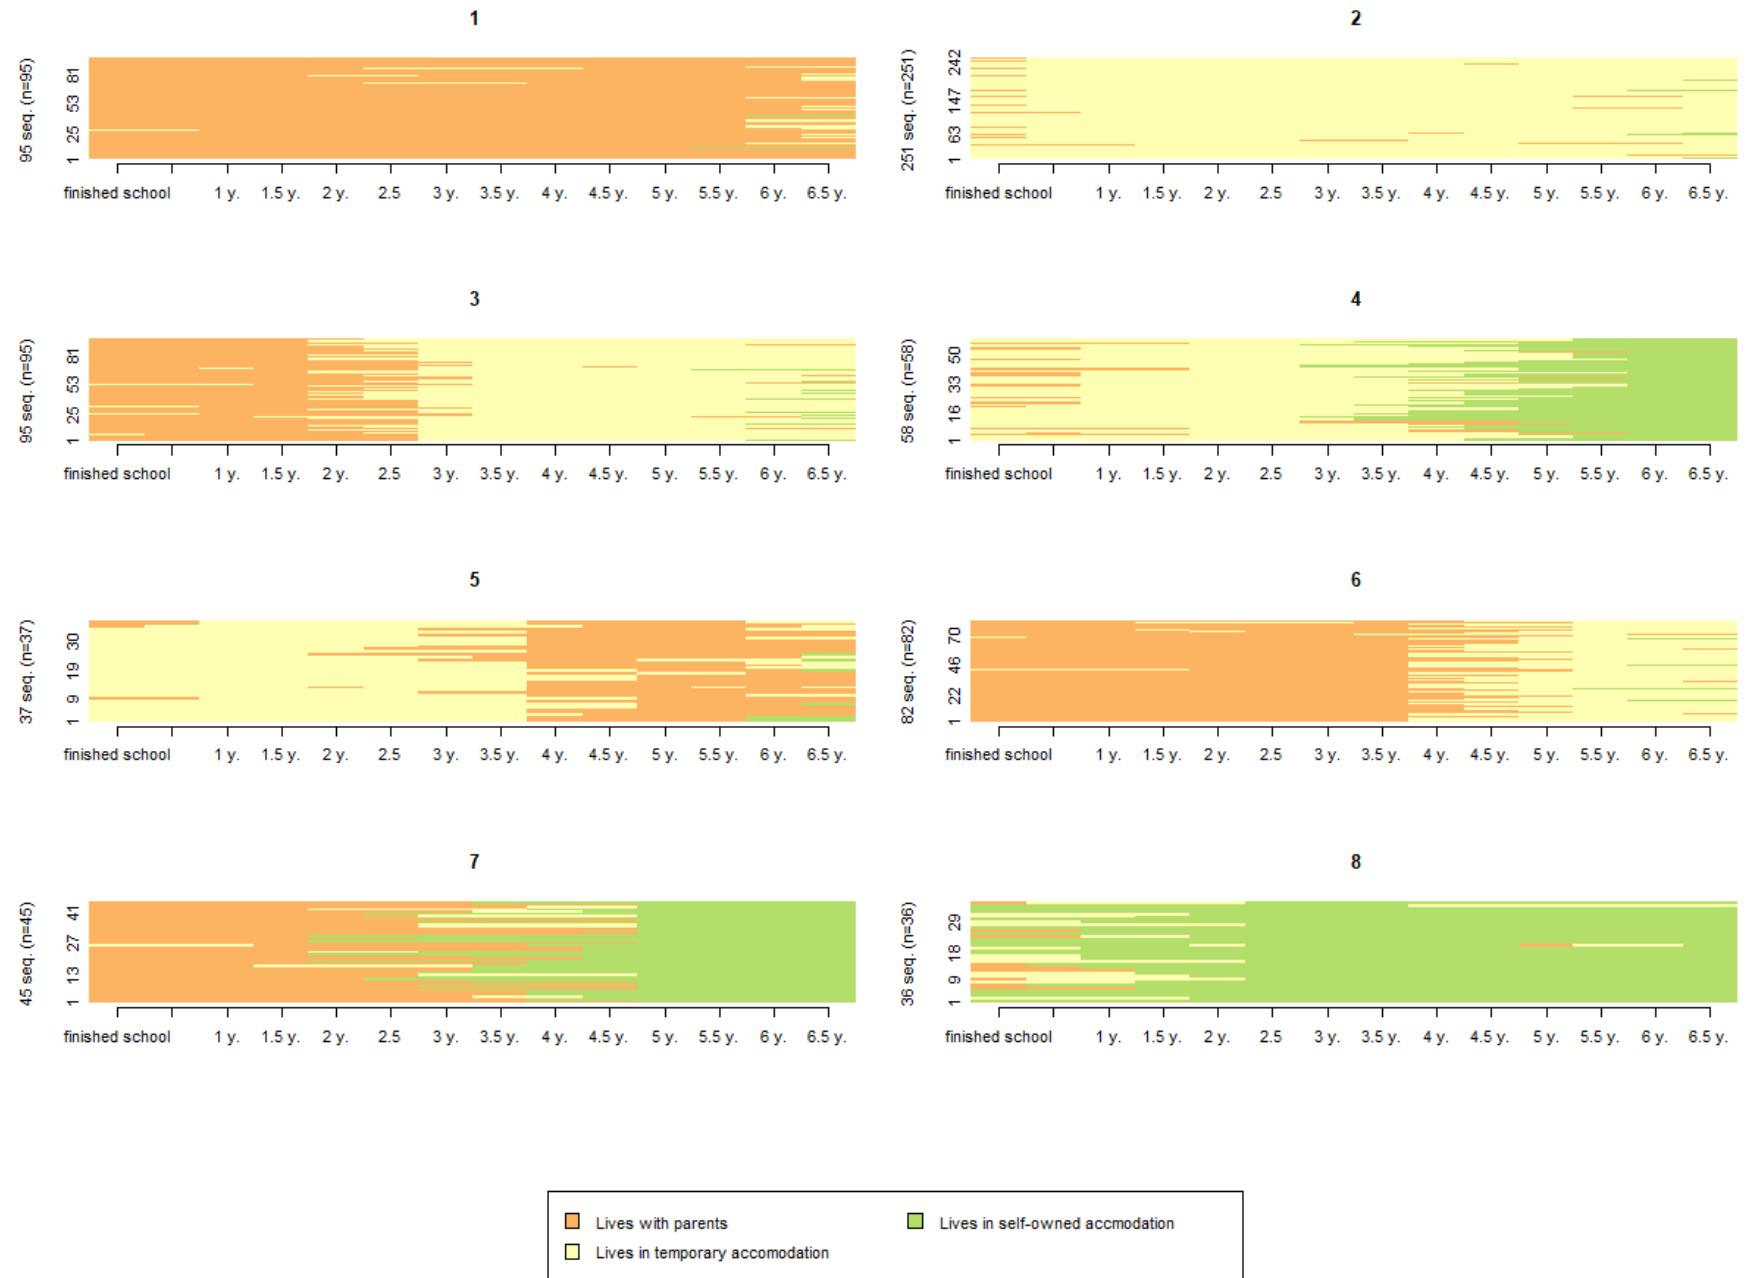 1
95 seq. (n=95)
1 25 53 81
finished school 1 y. 1.5 y. 2 y. 2.5 3 y. 3.5 y. 4 y. 4.5 y. 5 y. 5.5 y. 6 y. 6.5 y.
2
251 seq. (n=251)
1 63 147 242
finished school 1 y. 1.5 y. 2 y. 2.5 3 y. 3.5 y. 4 y. 4.5 y. 5 y. 5.5 y. 6 y. 6.5 y.
3
95 seq. (n=95)
1 25 53 81
finished school 1 y. 1.5 y. 2 y. 2.5 3 y. 3.5 y. 4 y. 4.5 y. 5 y. 5.5 y. 6 y. 6.5 y.
4
58 seq. (n=58)
1 16 33 50
finished school 1 y. 1.5 y. 2 y. 2.5 3 y. 3.5 y. 4 y. 4.5 y. 5 y. 5.5 y. 6 y. 6.5 y.
5
37 seq. (n=37)
1 9 19 30
finished school 1 y. 1.5 y. 2 y. 2.5 3 y. 3.5 y. 4 y. 4.5 y. 5 y. 5.5 y. 6 y. 6.5 y.
6
82 seq. (n=82)
1 22 46 70
finished school 1 y. 1.5 y. 2 y. 2.5 3 y. 3.5 y. 4 y. 4.5 y. 5 y. 5.5 y. 6 y. 6.5 y.
7
45 seq. (n=45)
1 13 27 41
finished school 1 y. 1.5 y. 2 y. 2.5 3 y. 3.5 y. 4 y. 4.5 y. 5 y. 5.5 y. 6 y. 6.5 y.
8
36 seq. (n=36)
1 9 18 29
finished school 1 y. 1.5 y. 2 y. 2.5 3 y. 3.5 y. 4 y. 4.5 y. 5 y. 5.5 y. 6 y. 6.5 y.
Lives with parents
Lives in temporary accomodation
Lives in self-owned accmodation